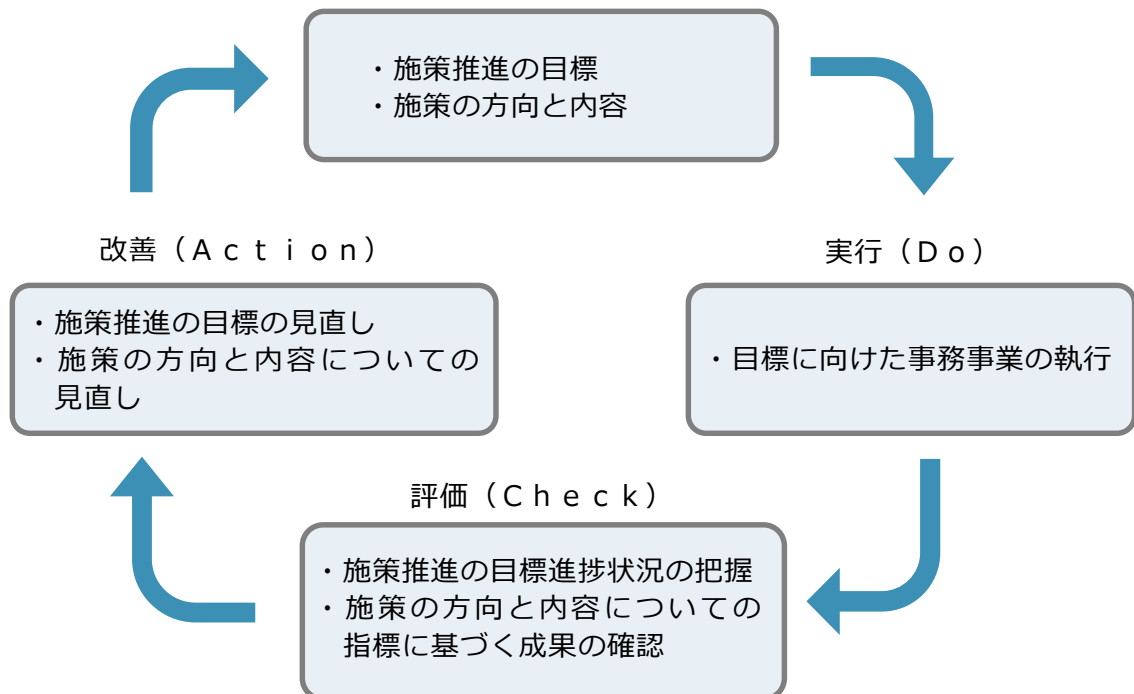 ・施策推進の目標
・施策の方向と内容
改善（Ａｃｔｉｏｎ）
実行（Ｄｏ）
・施策推進の目標の見直し
・施策の方向と内容についての
見直し
・目標に向けた事務事業の執行
評価（Ｃｈｅｃｋ）
・施策推進の目標進捗状況の把握
・施策の方向と内容についての
指標に基づく成果の確認